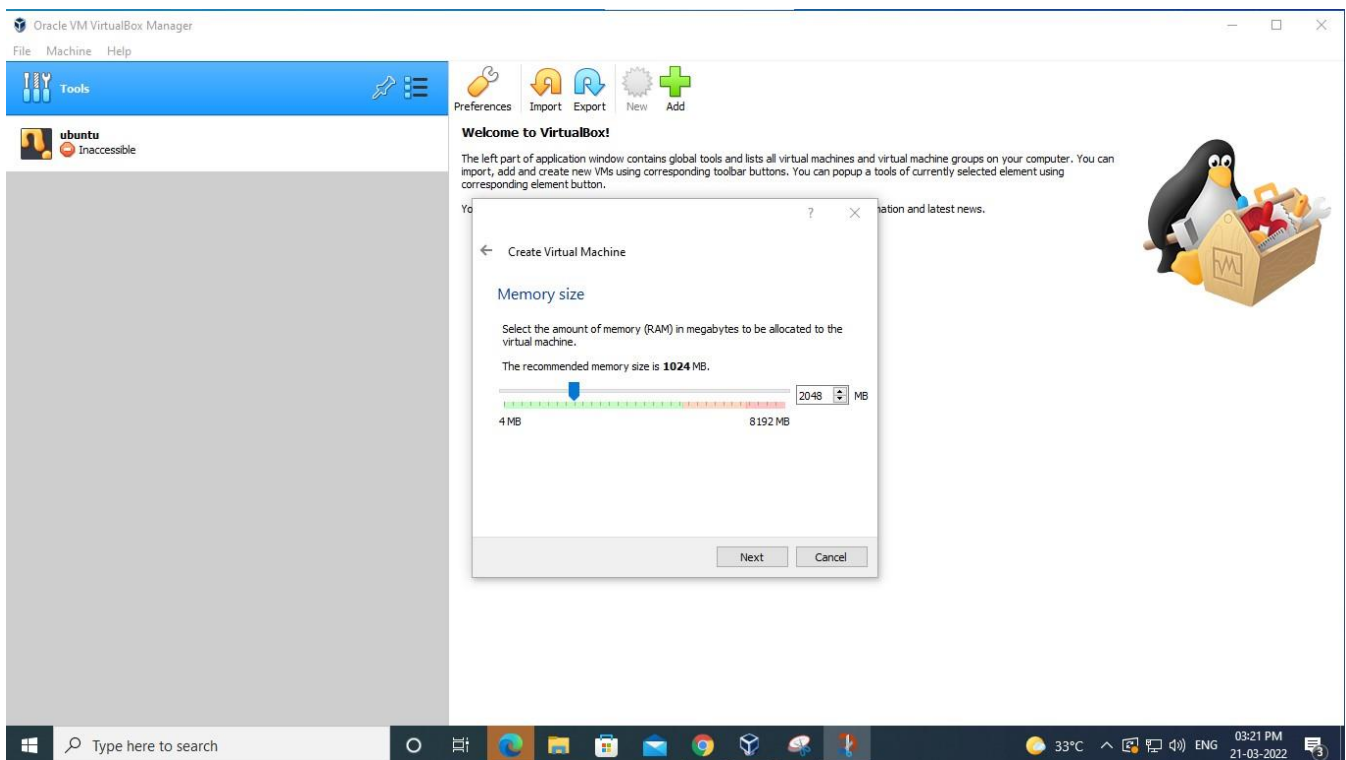 Oracle VM VirtualBox Manager
File Machine Help
Tools
ubuntu
Inaccessible
Preferences Import Export New Add
Welcome to VirtualBox!
The left part of application window contains global tools and lists all virtual machines and virtual machine groups on your computer. You can
import, add and create new VMs using corresponding toolbar buttons. You can popup a tools of currently selected element using
corresponding element button.
Yo
ation and latest news.
?
Create Virtual Machine
Memory size
Select the amount of memory (RAM) in megabytes to be allocated to the
virtual machine.
The recommended memory size is 1024 MB.
2048 MB
4 MB 8192 MB
Next Cancel
Type here to search
33°C ENG 03:21 PM
21-03-2022
3